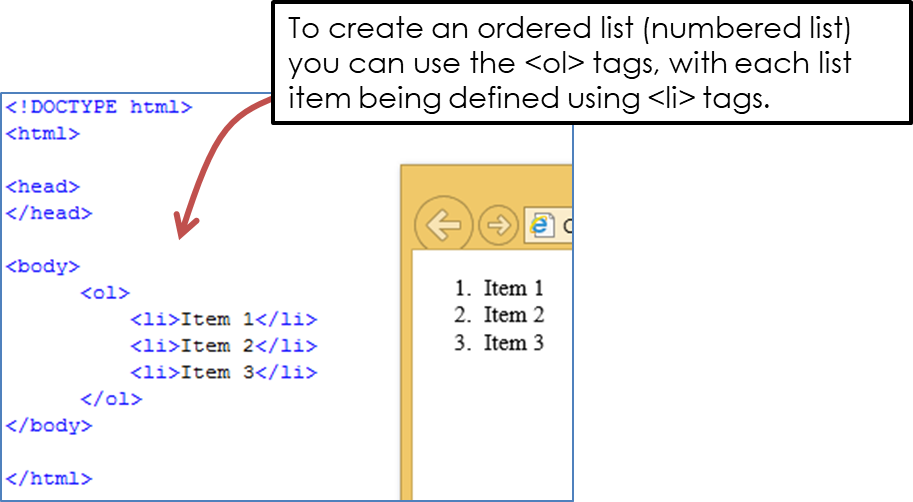 To create an ordered list (numbered list)
you can use the <ol> tags, with each list
item being defined using <li> tags.
<!DOCTYPE html>
<html>
<head>
</head>
<body>
<ol>
<li>Item 1</li>
<li>Item 2</li>
<li>Item 3</li>
</ol>
</body>
</html>
1. Item 1
2. Item 2
3. Item 3